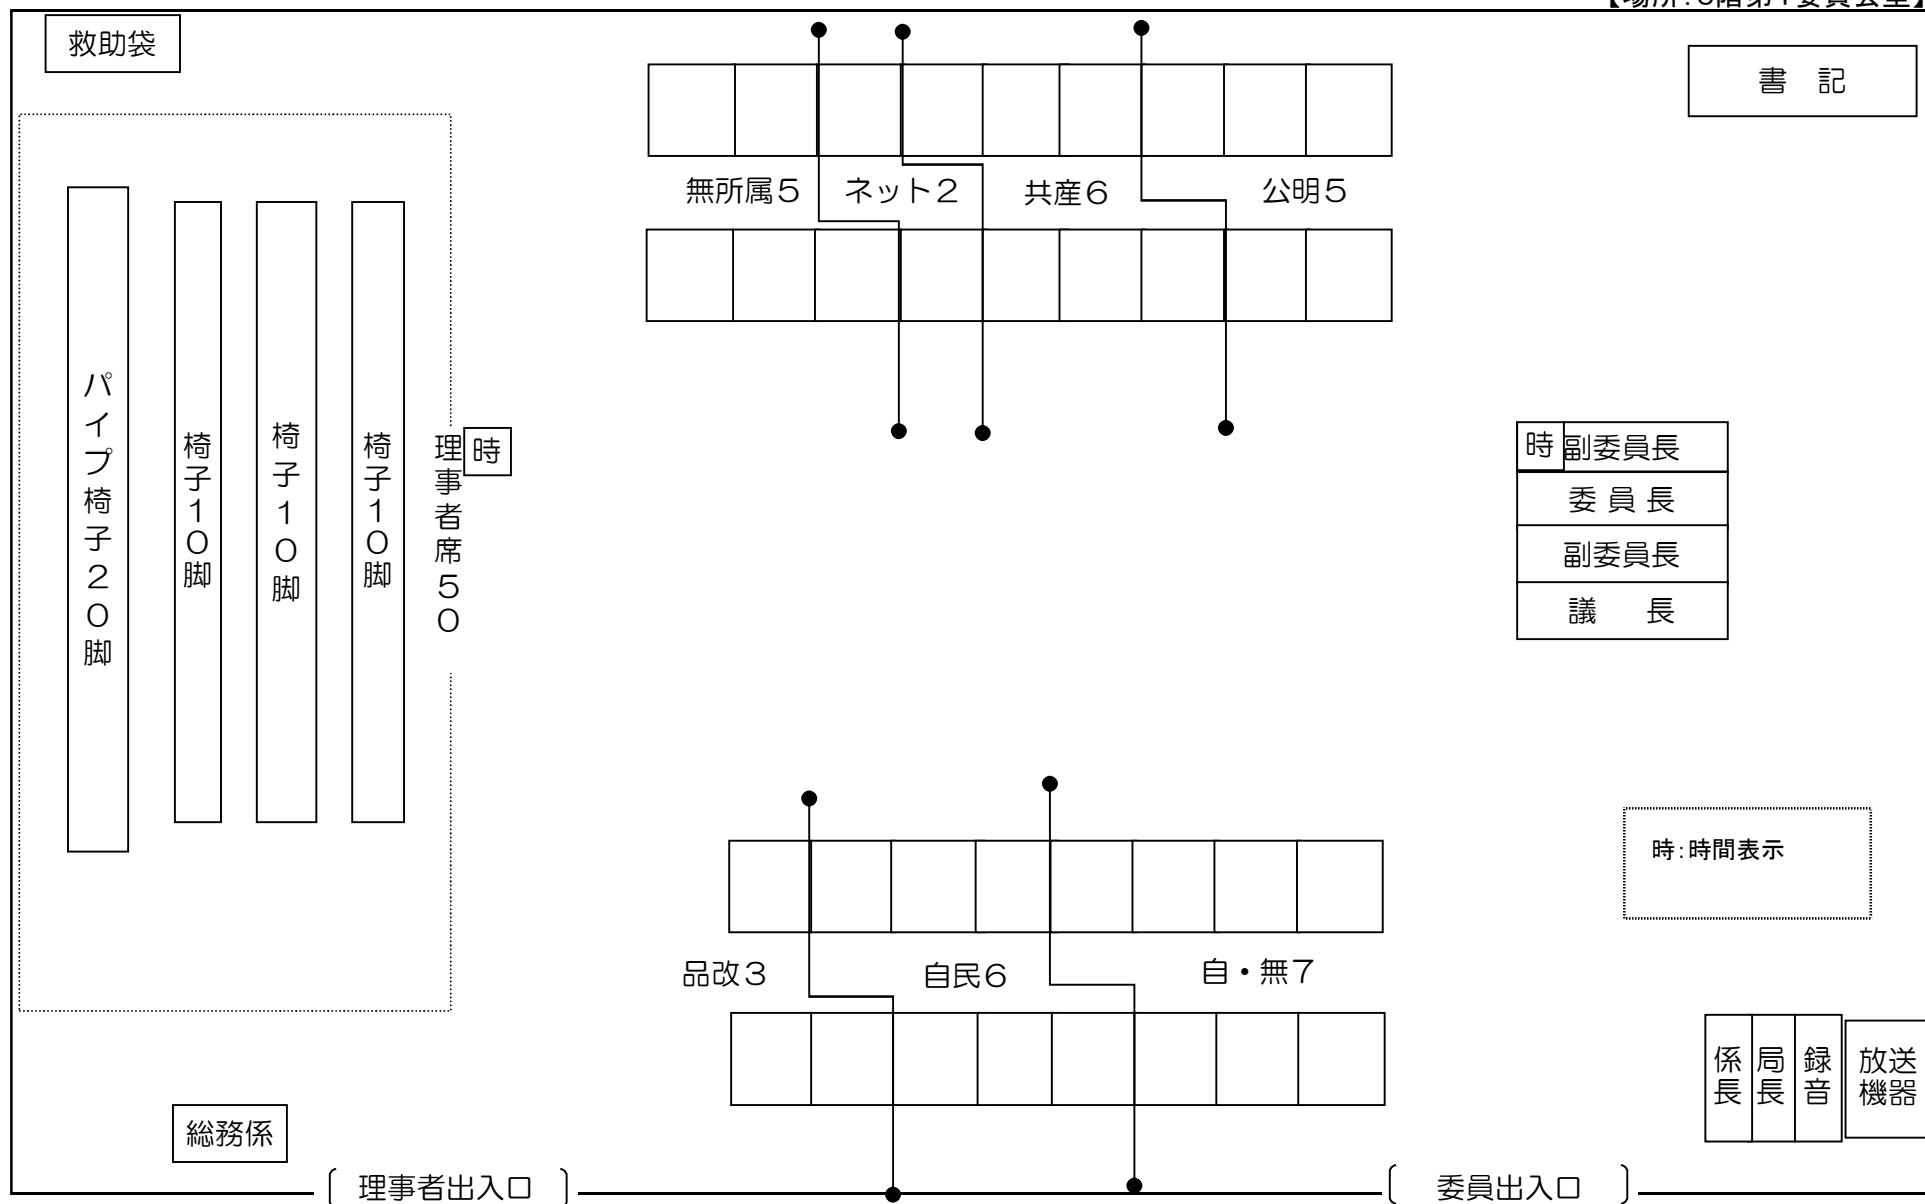 救助袋
書 記
無所属5
ネット2
共産6
公明5
パイプ椅子20脚
椅子10脚
椅子10脚
椅子10脚
理事者席50
時
時
副委員長
委員長
副委員長
議 長
時:時間表示
品改3
自民6
自・無7
係長
局長
録音
放送
機器
総務係
理事者出入口
委員出入口